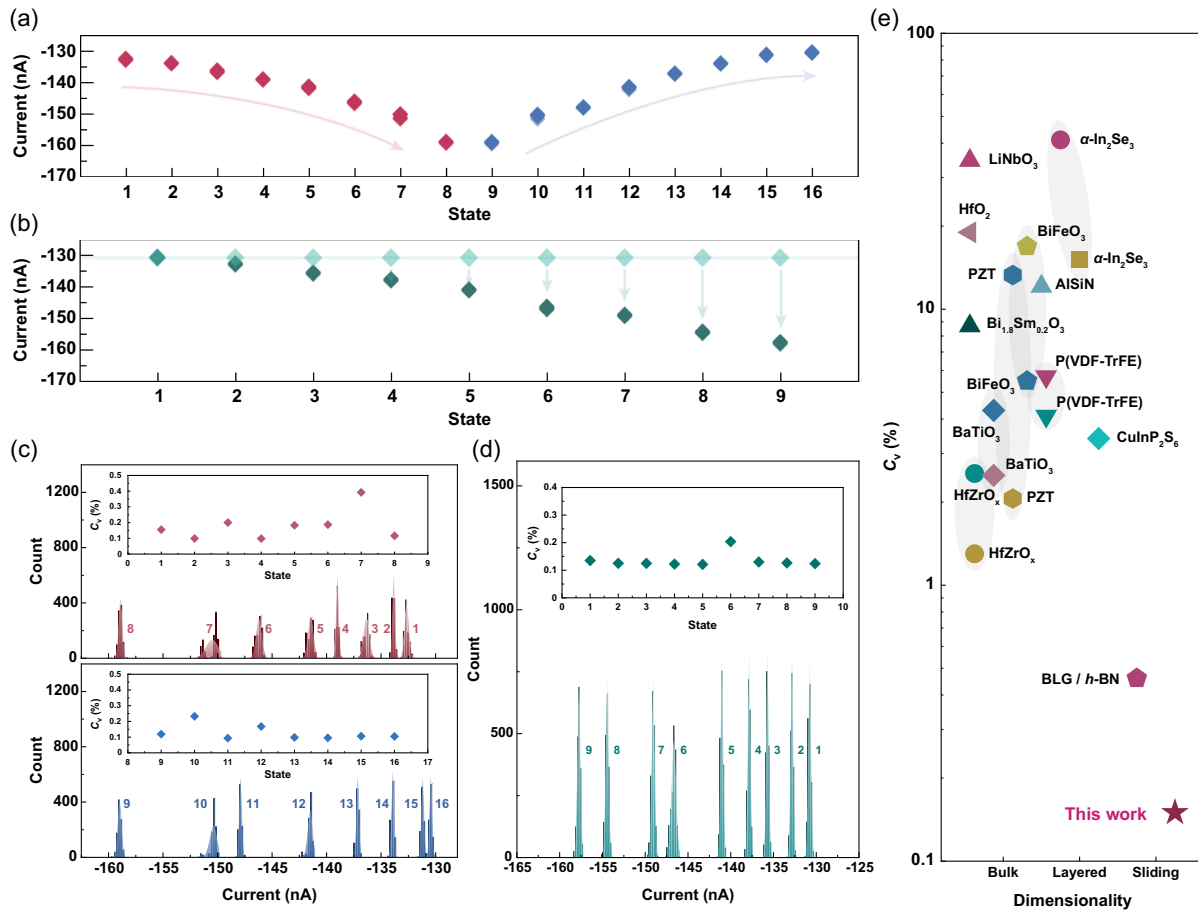 (a)
-130
-140
-150
-160
-170
Current (nA)
1 2 3 4 5 6 7 8 9 10 11 12 13 14 15 16
State
(b)
-130
-140
-150
-160
-170
Current (nA)
1 2 3 4 5 6 7 8 9
State
(c)
1200
800
400
0
Count
0.5
0.4
0.3
0.2
0.1
0
Cv (%)
0 1 2 3 4 5 6 7 8 9
State
8 7 6 5 4 3 2 1
1200
800
400
0
Count
0.5
0.4
0.3
0.2
0.1
0
Cv (%)
8 9 10 11 12 13 14 15 16 17
State
9 10 11 12 13 14 15 16
-160 -155 -150 -145 -140 -135 -130
Current (nA)
(d)
1500
1000
500
0
Count
0.4
0.3
0.2
0.1
0
Cv (%)
0 1 2 3 4 5 6 7 8 9 10
State
9 8 7 6 5 4 3 2 1
-165 -160 -155 -150 -145 -140 -135 -130 -125
Current (nA)
(e)
100
10
1
0.1
Cv (%)
α-In2Se3
LiNbO3
HfO2
BiFeO3
α-In2Se3
PZT
AlSiN
Bi1.8Sm0.2O3
P(VDF-TrFE)
BiFeO3
P(VDF-TrFE)
BaTiO3
CuInP2S6
BaTiO3
HfZrOx
PZT
HfZrOx
BLG / h-BN
This work
Bulk Layered Sliding
Dimensionality